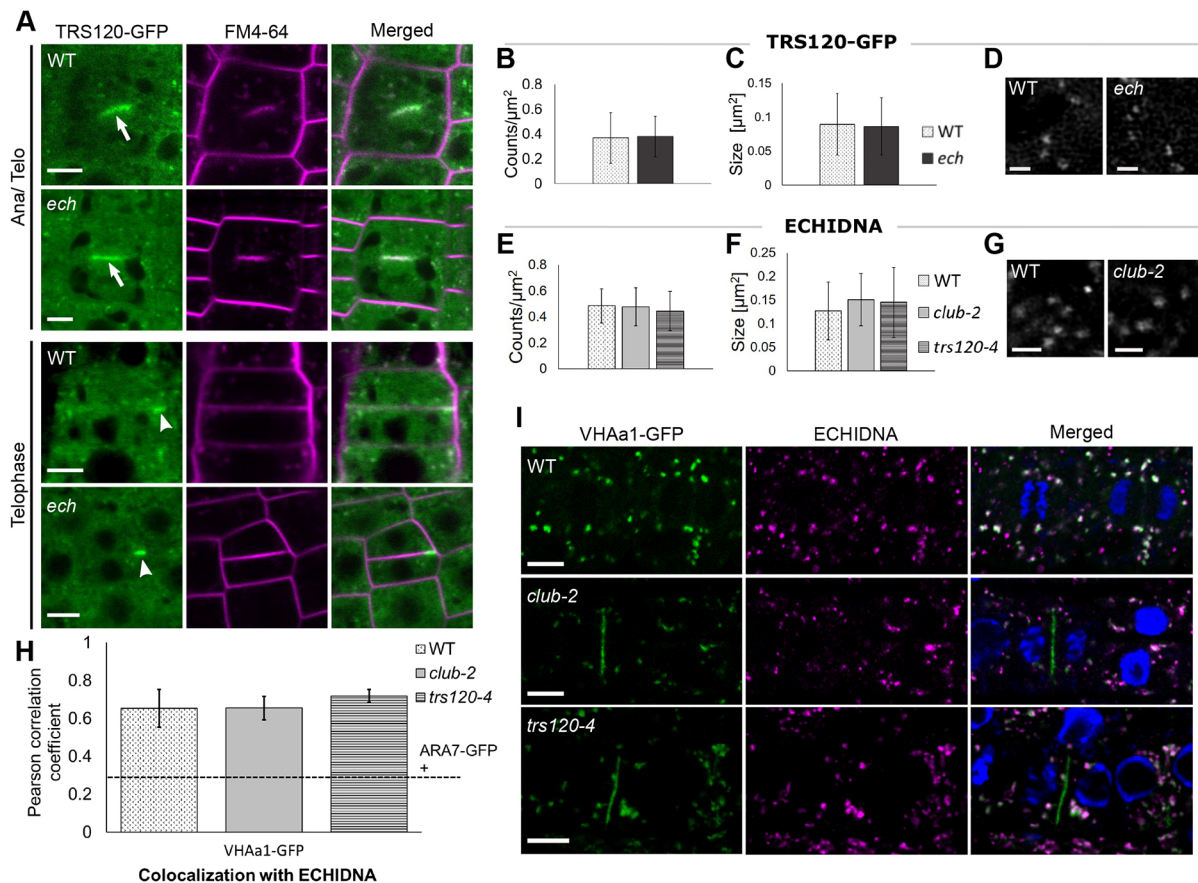 A
TRS120-GFP FM4-64 Merged
Ana/ Telo
WT
ech
Telophase
WT
ech
TRS120-GFP
B
Counts/µm²
0.8
0.6
0.4
0.2
0
C
Size [µm²]
0.15
0.1
0.05
0
WT
ech
D
WT
ech
ECHIDNA
E
Counts/µm²
0.8
0.6
0.4
0.2
0
F
Size [µm²]
0.25
0.2
0.15
0.1
0.05
0
WT
club-2
trs120-4
G
WT
club-2
H
Pearson correlation
coefficient
1
0.8
0.6
0.4
0.2
0
WT
club-2
trs120-4
ARA7-GFP
+
VHAa1-GFP
Colocalization with ECHIDNA
I
VHAa1-GFP ECHIDNA Merged
WT
club-2
trs120-4